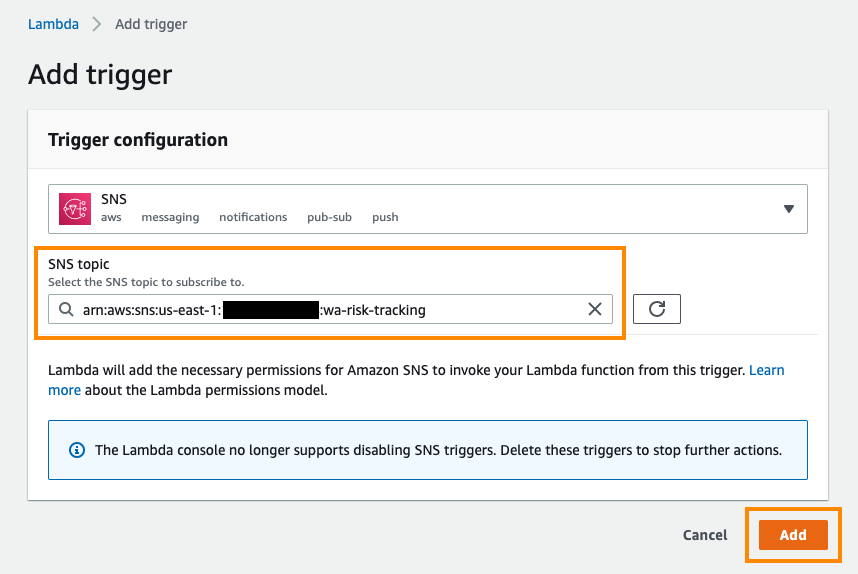 Lambda > Add trigger
Add trigger
Trigger configuration
SNS
aws messaging notifications pub-sub push
SNS topic
Select the SNS topic to subscribe to.
arn:aws:sns:us-east-1: :wa-risk-tracking
Lambda will add the necessary permissions for Amazon SNS to invoke your Lambda function from this trigger. Learn
more about the Lambda permissions model.
The Lambda console no longer supports disabling SNS triggers. Delete these triggers to stop further actions.
Cancel Add